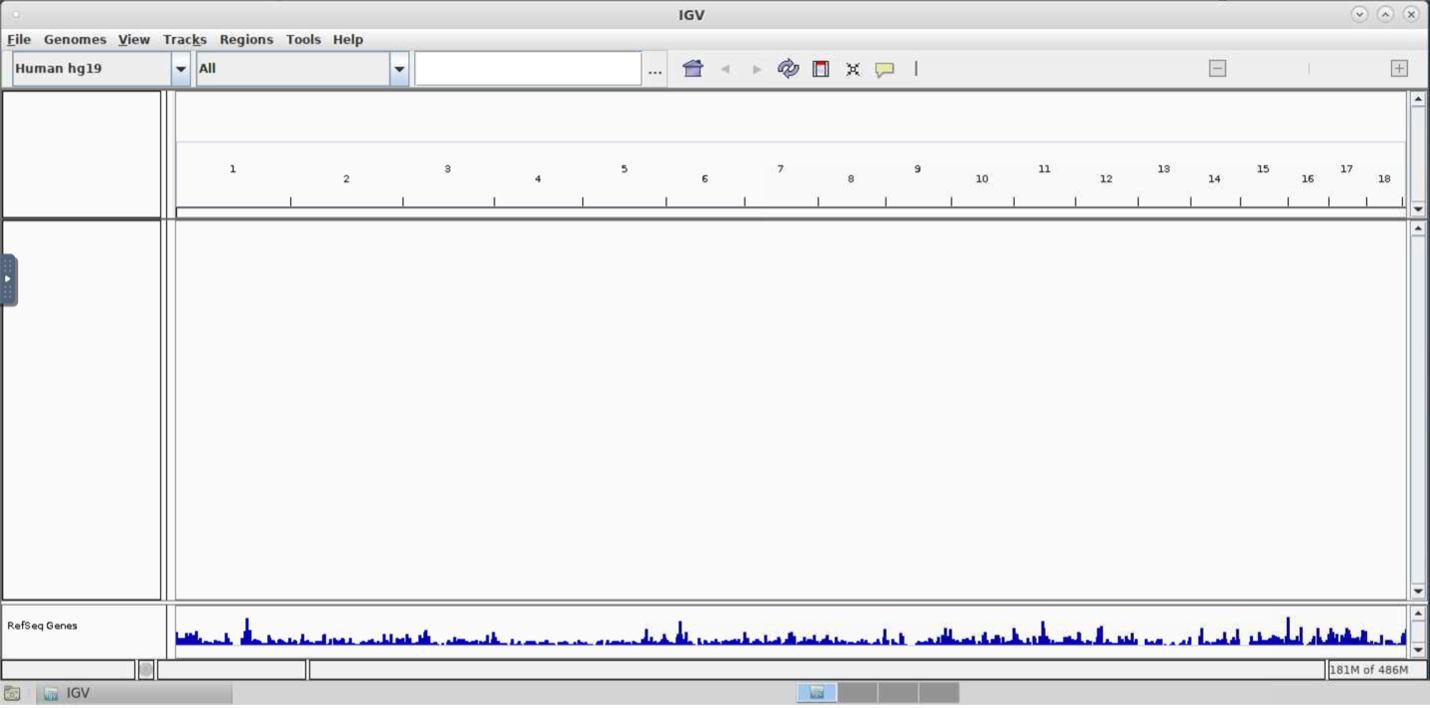 IGV
File Genomes View Tracks Regions Tools Help
Human hg19 All ...
1 3 5 7 9 11 13 15 17
2 4 6 8 10 12 14 16 18
RefSeq Genes
181M of 486M
IGV